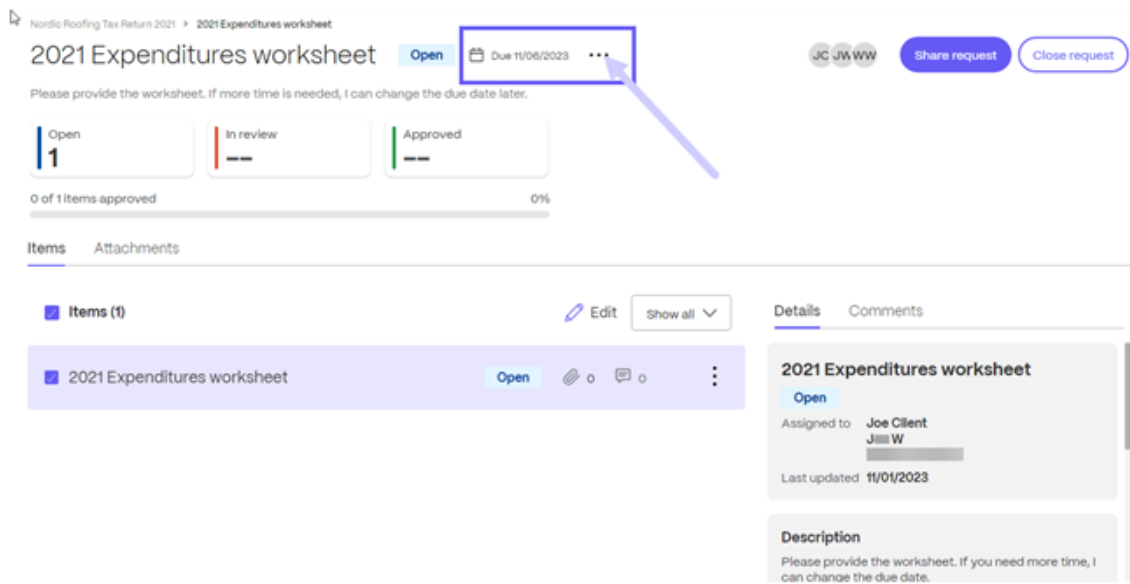 Nordic Roofing Tax Return 2021 > 2021 Expenditures worksheet
2021 Expenditures worksheet Open Due 11/06/2023 ••• JC JW WW Share request Close request
Please provide the worksheet. If more time is needed, I can change the due date later.
Open In review Approved
1 -- --
0 of 1 items approved 0%
Items Attachments
Items (1) Edit Show all
Details Comments
2021 Expenditures worksheet Open 0 0
2021 Expenditures worksheet
Open
Assigned to Joe Client
W
Last updated 11/01/2023
Description
Please provide the worksheet. If you need more time, I
can change the due date.